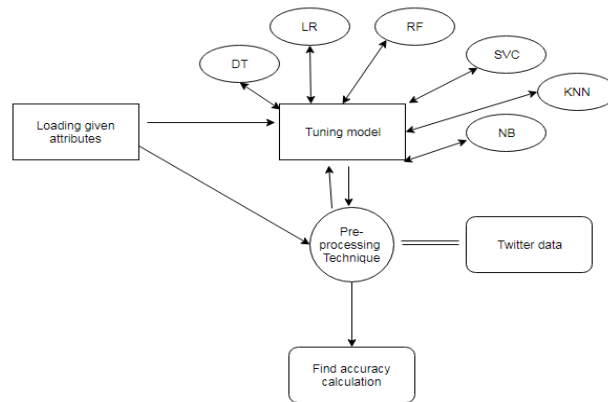 LR
RF
DT
SVC
KNN
NB
Loading given
attributes
Tuning model
Pre-
processing
Technique
Twitter data
Find accuracy
calculation